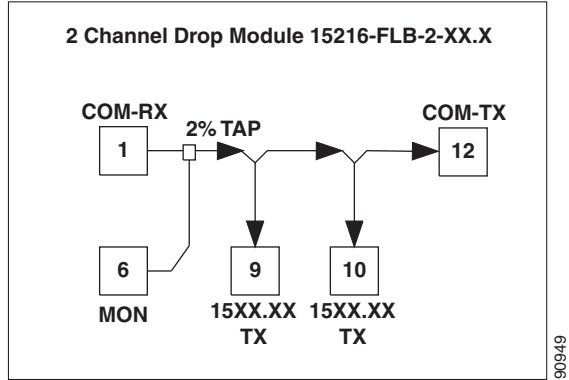 2 Channel Drop Module 15216-FLB-2-XX.X
COM-RX
COM-TX
2% TAP
1
12
6
9
10
MON
15XX.XX
TX
15XX.XX
TX
90949